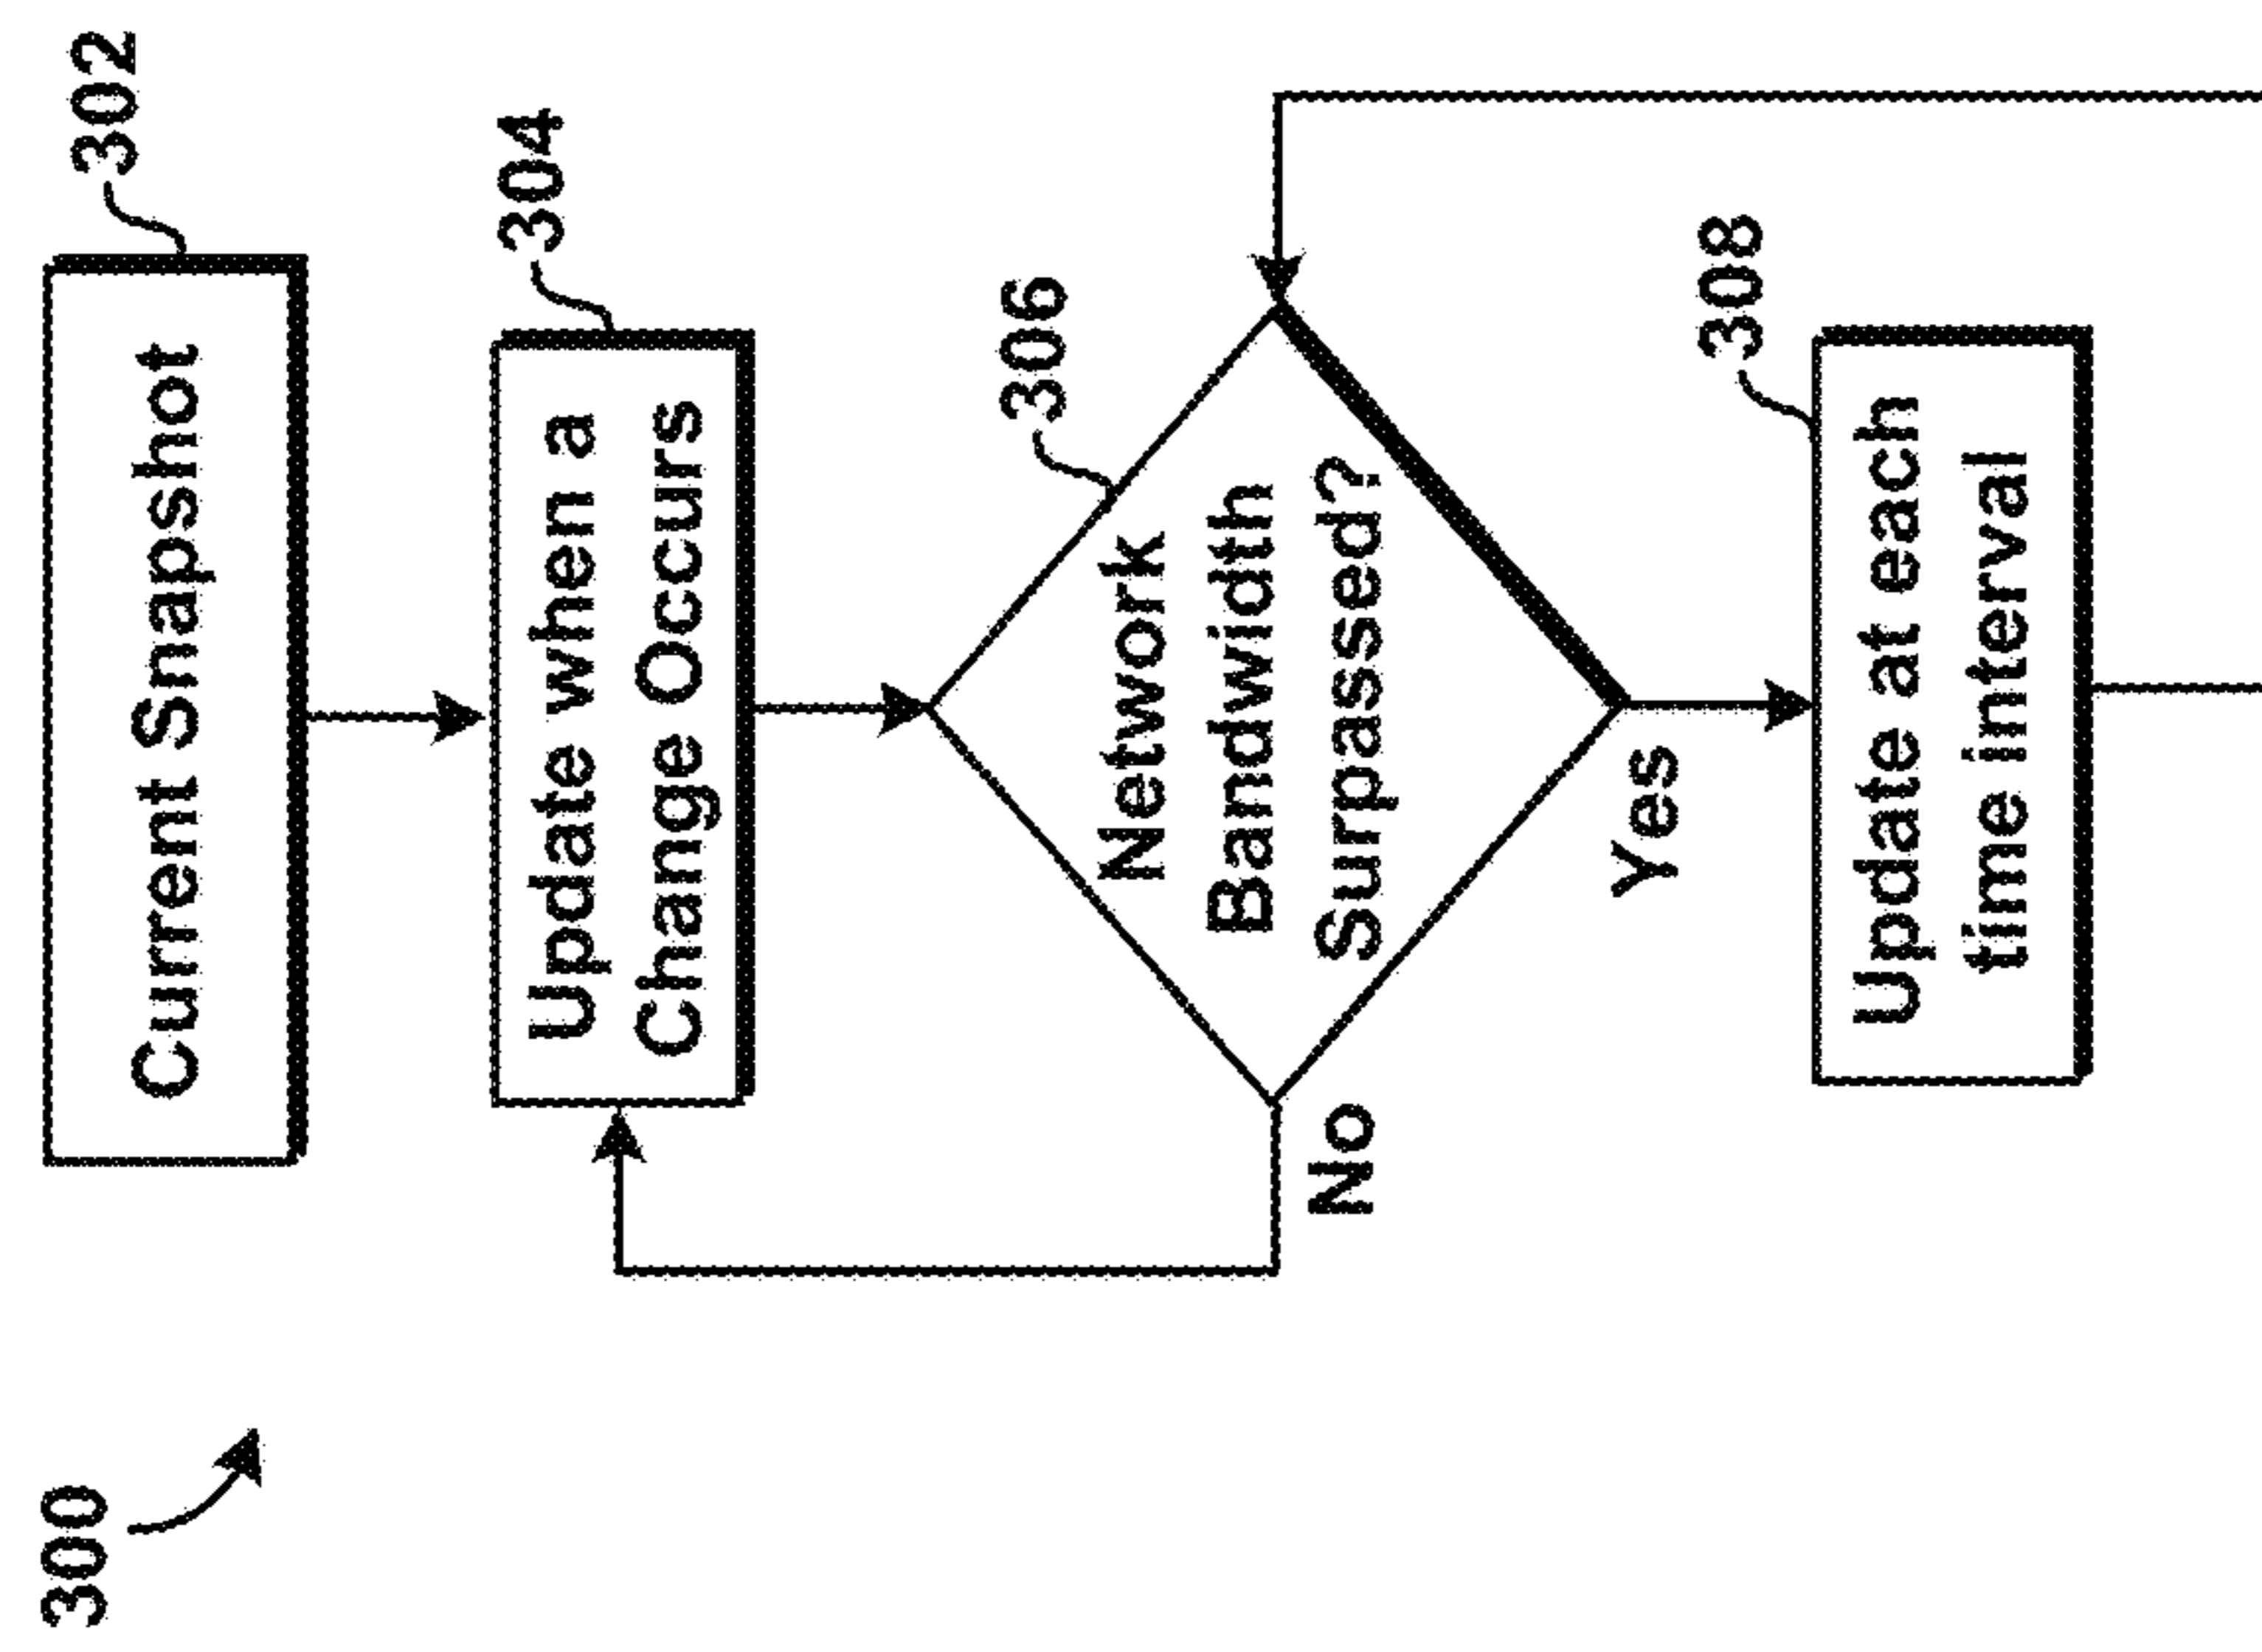 300
302
Current Snapshot
304
Update when a
Change Occurs
306
Network
Bandwidth
Surpassed?
No
Yes
308
Update at each
time interval